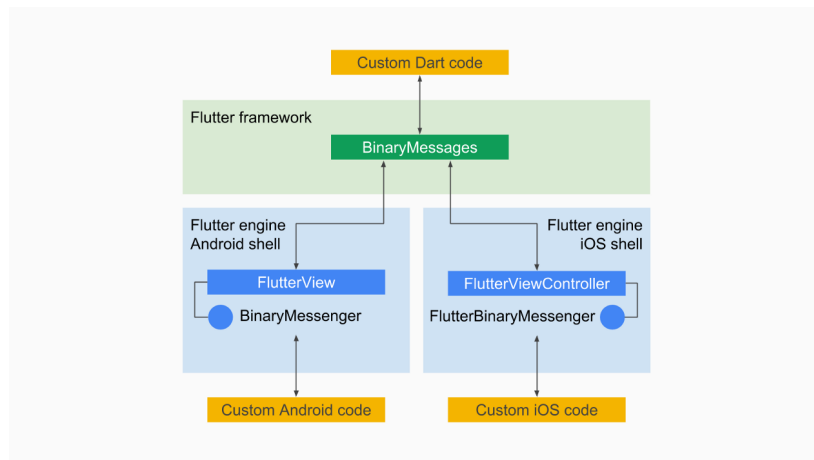 Custom Dart code
Flutter framework
BinaryMessages
Flutter engine
Android shell
FlutterView
BinaryMessenger
Flutter engine
iOS shell
FlutterViewController
FlutterBinaryMessenger
Custom Android code
Custom iOS code